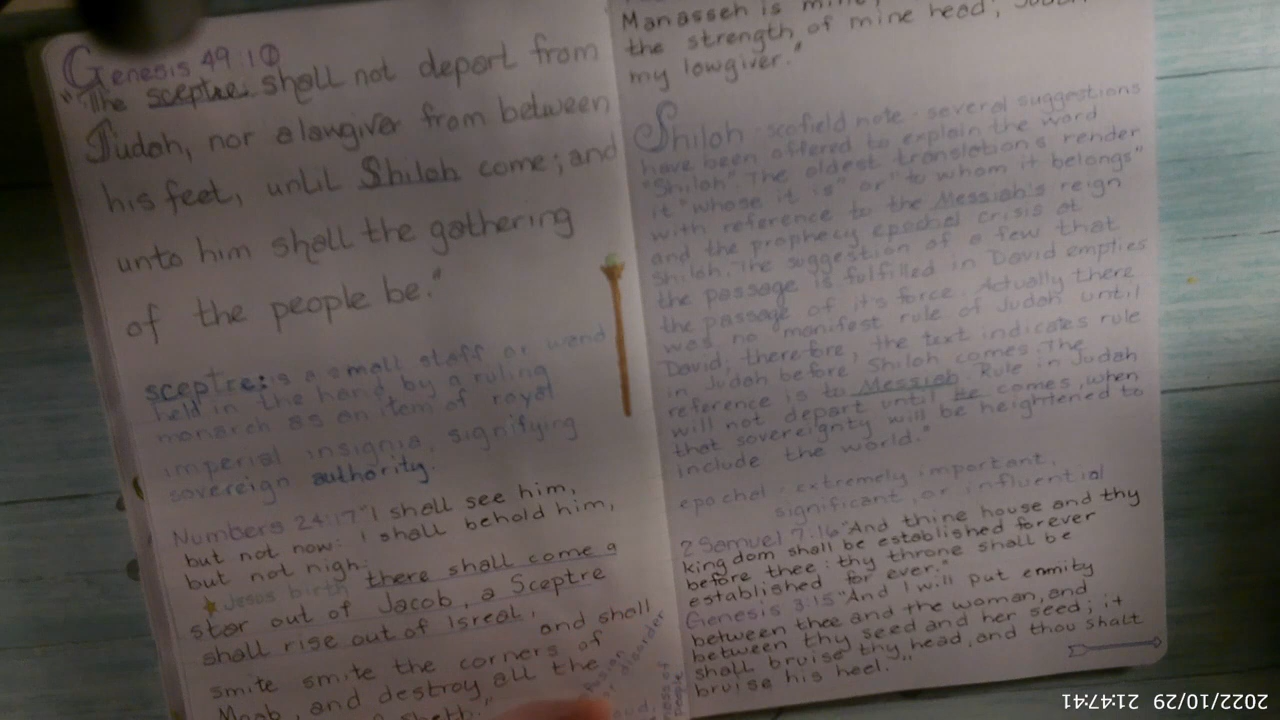 Genesis 49:10
"The sceptre shall not depart from
Judah, nor a lawgiver from between
his feet, until Shiloh come; and
unto him shall the gathering
of the people be."
sceptre: is a small staff or wand
held in the hand by a ruling
monarch as an item of royal
imperial insignia, signifying
sovereign authority.
Numbers 24:17 "I shall see him,
but not now: I shall behold him,
but not nigh:
Jesus birth there shall come a
star out of Jacob, a Sceptre
shall rise out of Isreal,
and shall
smite smite the corners of
Moab, and destroy all the
Sheth."
disorder
people
Manasseh is mine,
the strength of mine head; Judah
my lawgiver."
Shiloh - scofield note - several suggestions
have been offered to explain the word
"Shiloh". The oldest translations render
it "whose it is" or "to whom it belongs"
with reference to the Messiah's reign
and the prophecy epochal crisis at
Shiloh. The suggestion of a few that
the passage is fulfilled in David empties
the passage of it's force. Actually there
was no manifest rule of Judah until
David; therefore, the text indicates rule
in Judah before Shiloh comes. The
reference is to Messiah. Rule in Judah
will not depart until He comes, when
that sovereignty will be heightened to
include the world."
epochal - extremely important,
significant, or influential
2 Samuel 7:16 "And thine house and thy
kingdom shall be established forever
before thee: thy throne shall be
established for ever."
Genesis 3:15 "And I will put enmity
between thee and the woman, and
between thy seed and her seed; it
shall bruise thy head, and thou shalt
bruise his heel."
2022/10/29 21:47:41